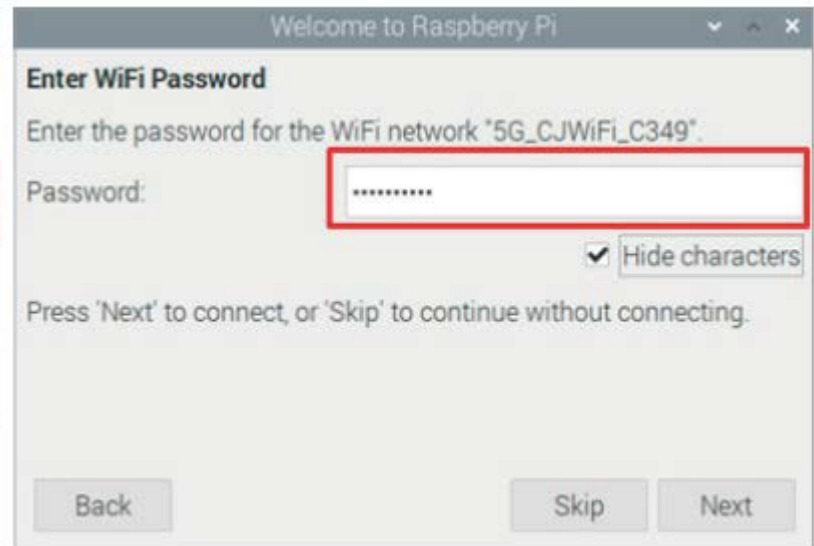 Welcome to Raspberry Pi
Enter WiFi Password
Enter the password for the WiFi network "5G_CJWiFi_C349".
Password: ••••••••••
Hide characters
Press 'Next' to connect, or 'Skip' to continue without connecting.
Back Skip Next